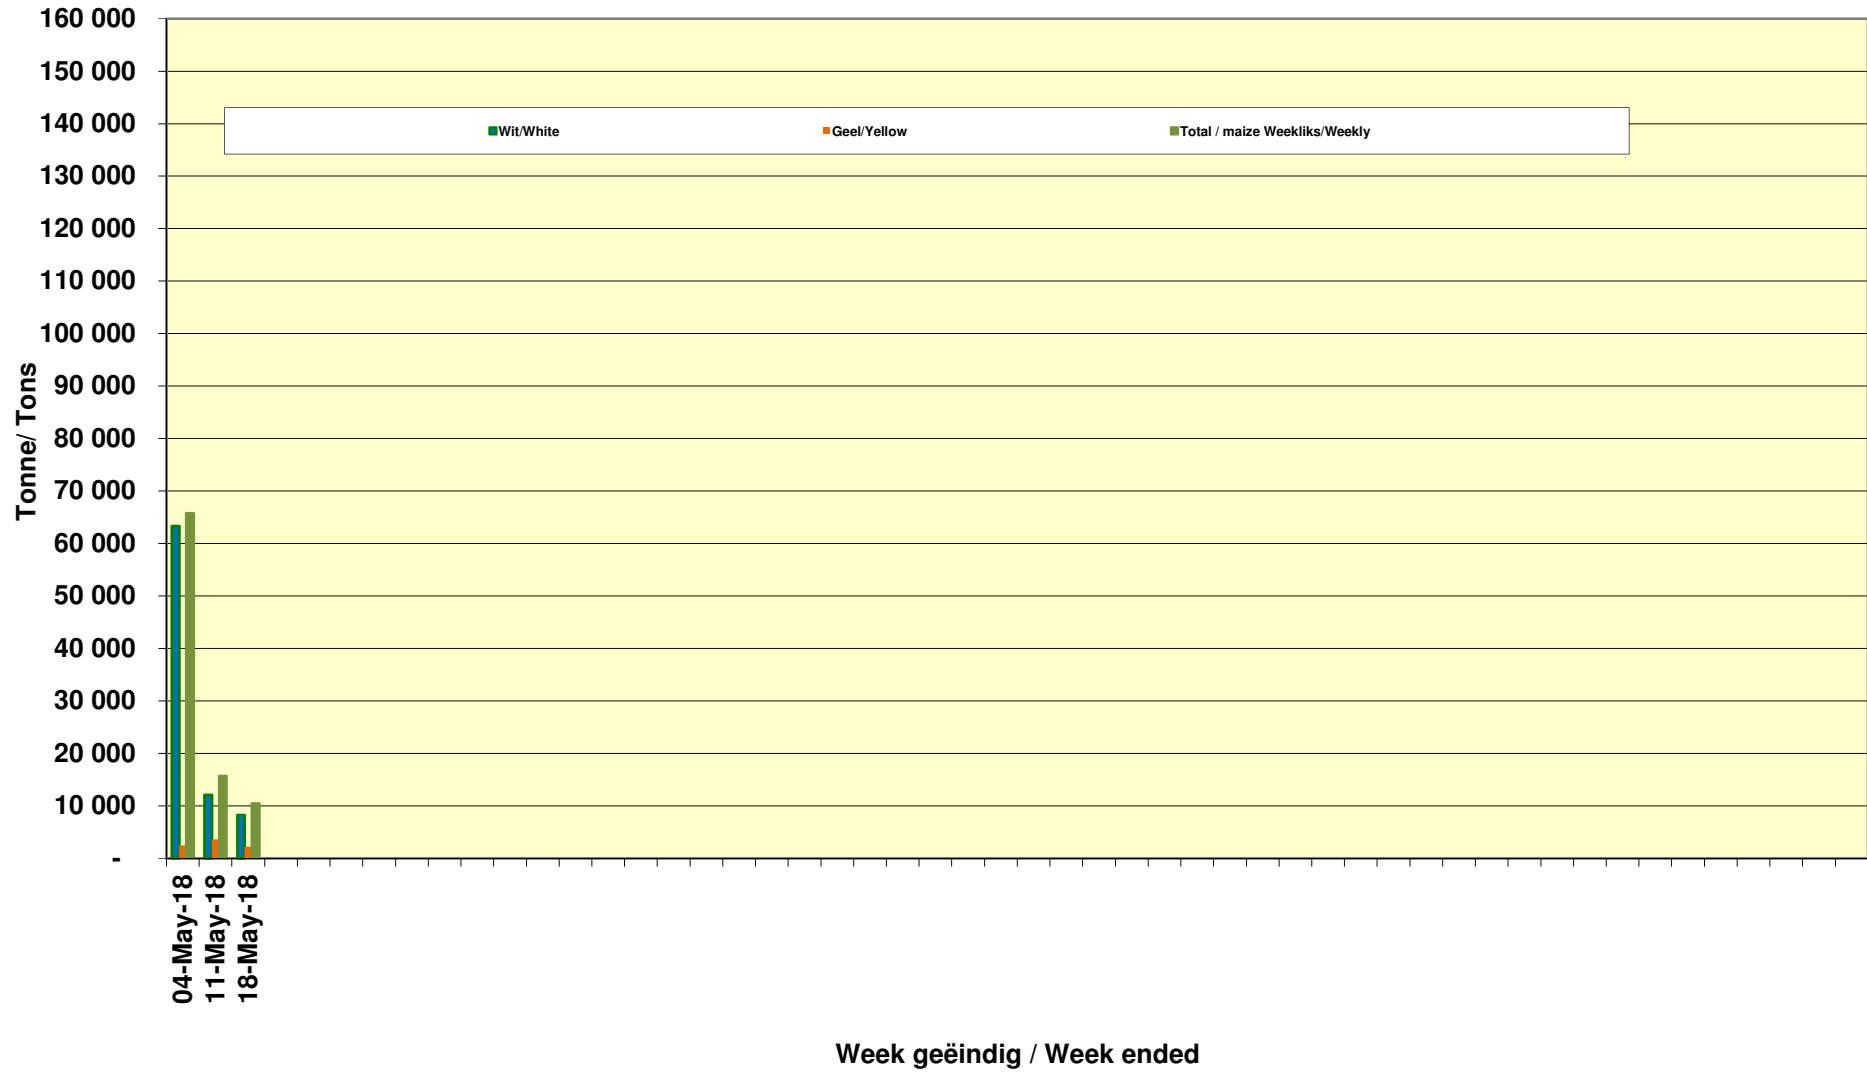 160 000
150 000
140 000
130 000
120 000
110 000
100 000
90 000
80 000
70 000
60 000
50 000
40 000
30 000
20 000
10 000
-
Tonne/ Tons
Wit/White Geel/Yellow Total / maize Weekliks/Weekly
04-May-18
11-May-18
18-May-18
Week geëindig / Week ended